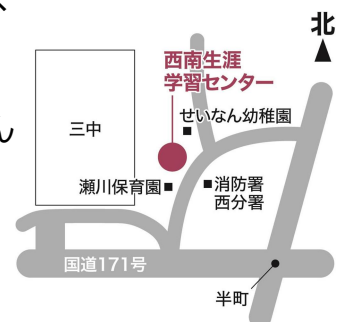 、
北
西南生涯
学習センター
せいなん幼稚園
三中
ん
瀬川保育園
消防署
西分署
国道171号
半町